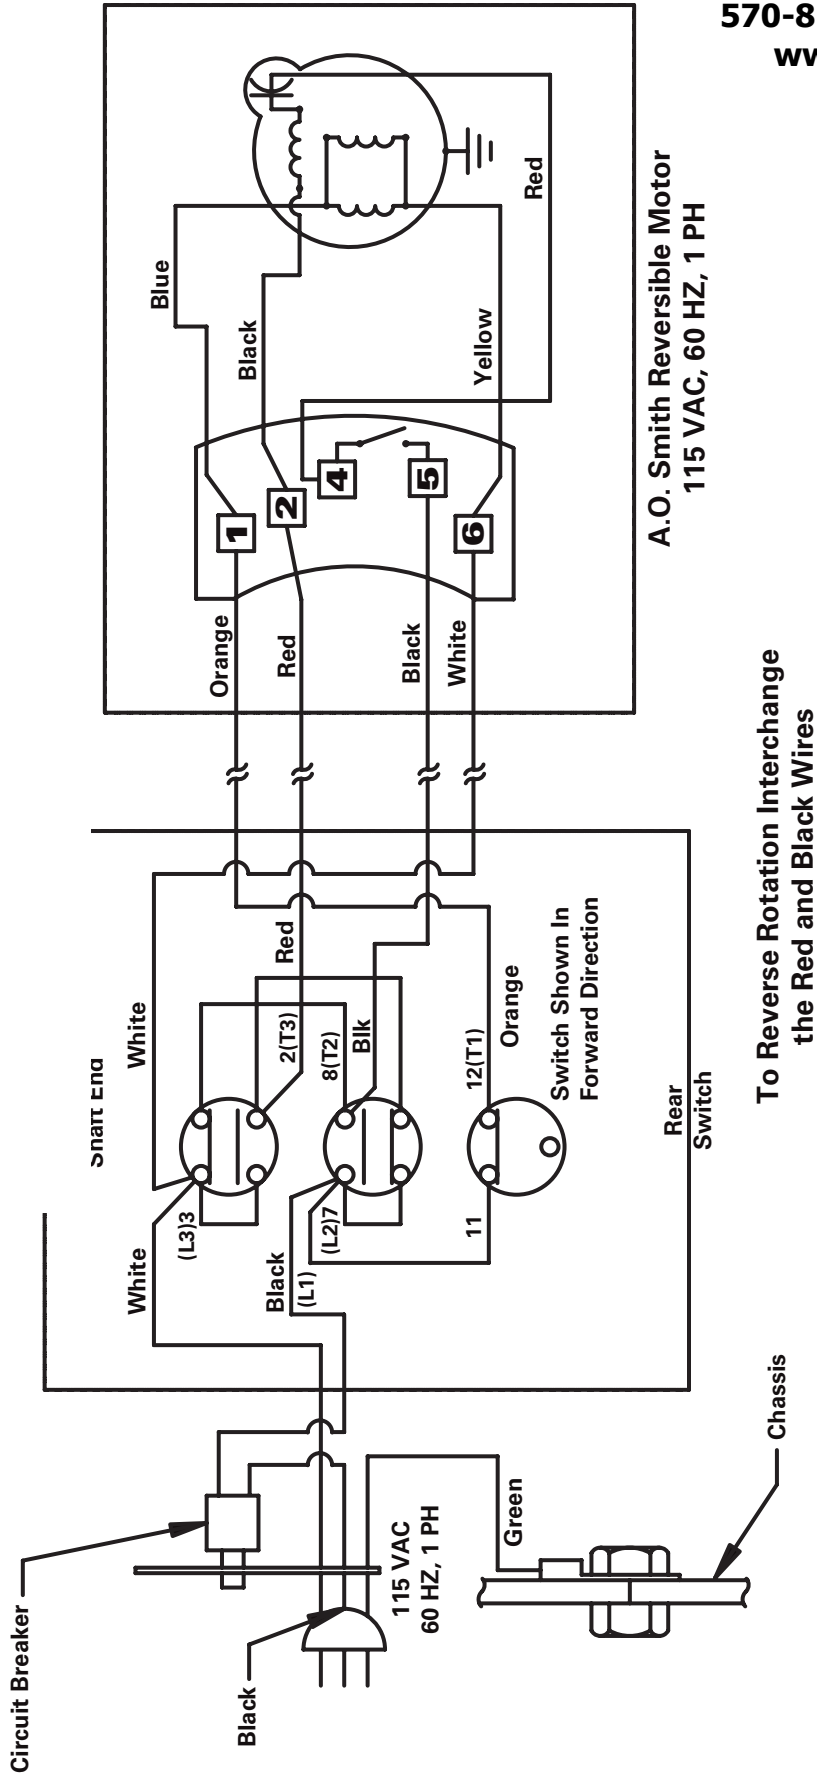 570-8
ww
Red
Blue
Black
Yellow
A.O. Smith Reversible Motor
115 VAC, 60 HZ, 1 PH
4
5
2
1
6
Orange
Red
Black
White
To Reverse Rotation Interchange
the Red and Black Wires
Red
White
2(T3)
8(T2)
Blk
12(T1)
Orange
Switch Shown In
Forward Direction
Shaft End
Rear
Switch
(L3)3
(L2)7
11
White
Black
(L1)
Chassis
Green
115 VAC
60 HZ, 1 PH
Circuit Breaker
Black